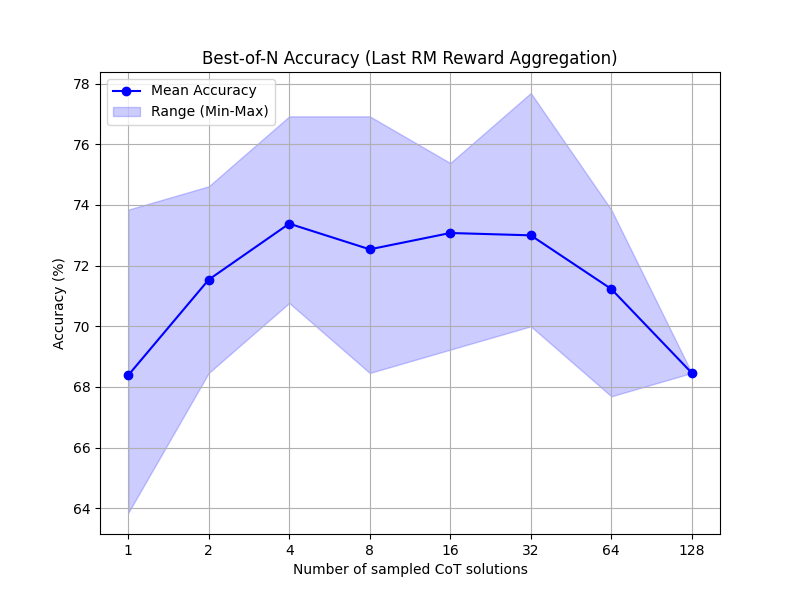 Best-of-N Accuracy (Last RM Reward Aggregation)
Mean Accuracy
Range (Min-Max)
Accuracy (%)
78
76
74
72
70
68
66
64
1 2 4 8 16 32 64 128
Number of sampled CoT solutions